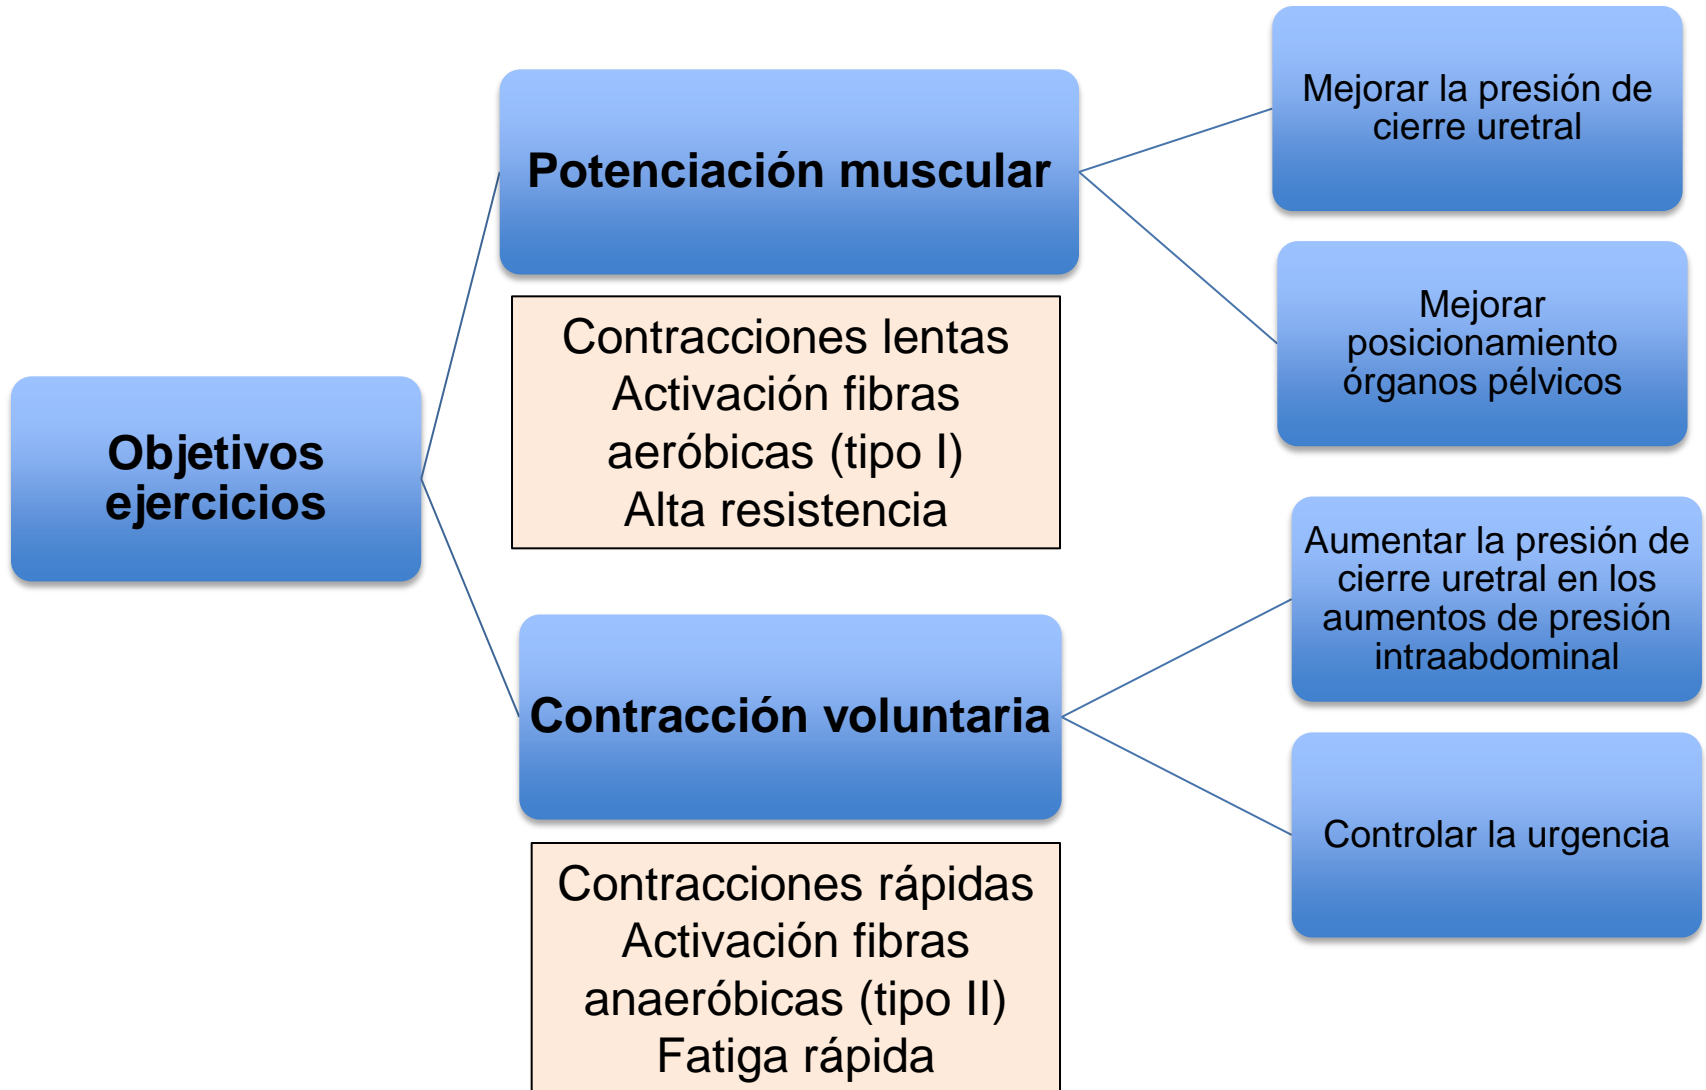 Objetivos
ejercicios
Potenciación muscular
Contracciones lentas
Activación fibras
aeróbicas (tipo I)
Alta resistencia
Mejorar la presión de
cierre uretral
Mejorar
posicionamiento
órganos pélvicos
Contracción voluntaria
Contracciones rápidas
Activación fibras
anaeróbicas (tipo II)
Fatiga rápida
Aumentar la presión de
cierre uretral en los
aumentos de presión
intraabdominal
Controlar la urgencia